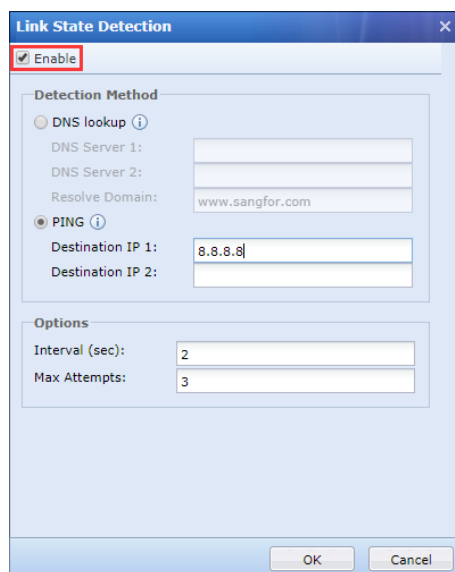 Link State Detection
Enable
Detection Method
DNS lookup
DNS Server 1:
DNS Server 2:
Resolve Domain: www.sangfor.com
PING
Destination IP 1: 8.8.8.8
Destination IP 2:
Options
Interval (sec): 2
Max Attempts: 3
OK Cancel